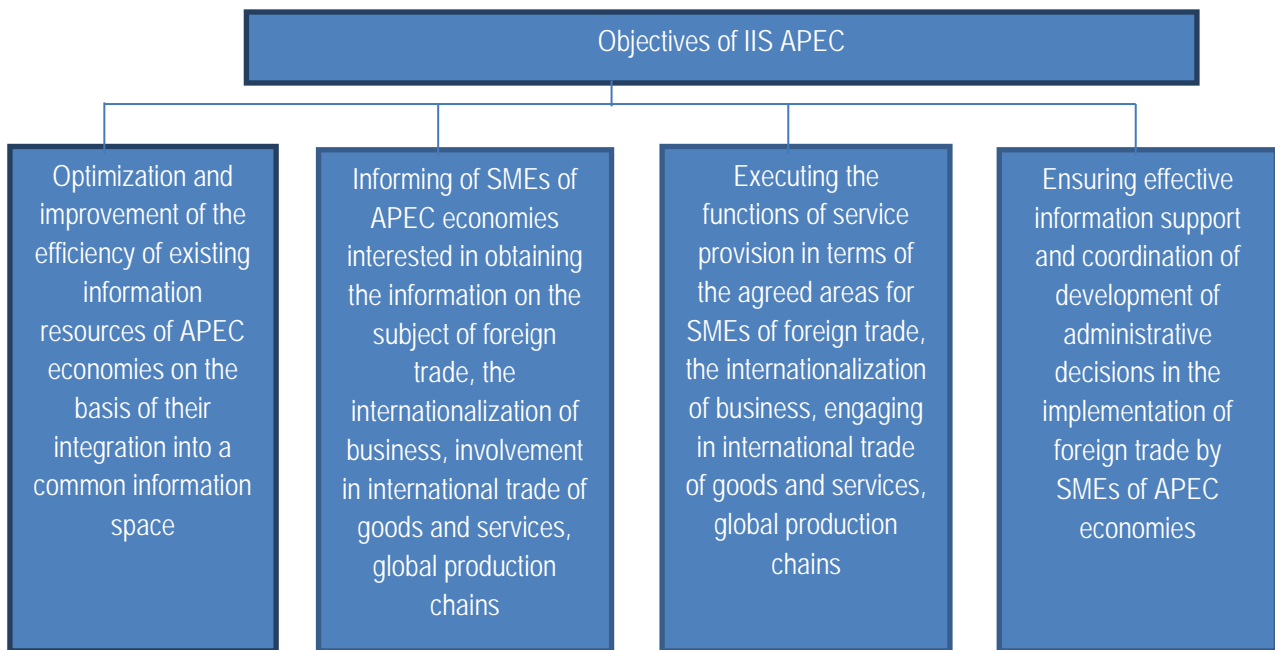 Objectives of IIS APEC
Optimization and
improvement of the
efficiency of existing
information
resources of APEC
economies on the
basis of their
integration into a
common information
space
Informing of SMEs of
APEC economies
interested in obtaining
the information on the
subject of foreign
trade, the
internationalization of
business, involvement
in international trade of
goods and services,
global production
chains
Executing the
functions of service
provision in terms of
the agreed areas for
SMEs of foreign trade,
the internationalization
of business, engaging
in international trade
of goods and services,
global production
chains
Ensuring effective
information support
and coordination of
development of
administrative
decisions in the
implementation of
foreign trade by
SMEs of APEC
economies